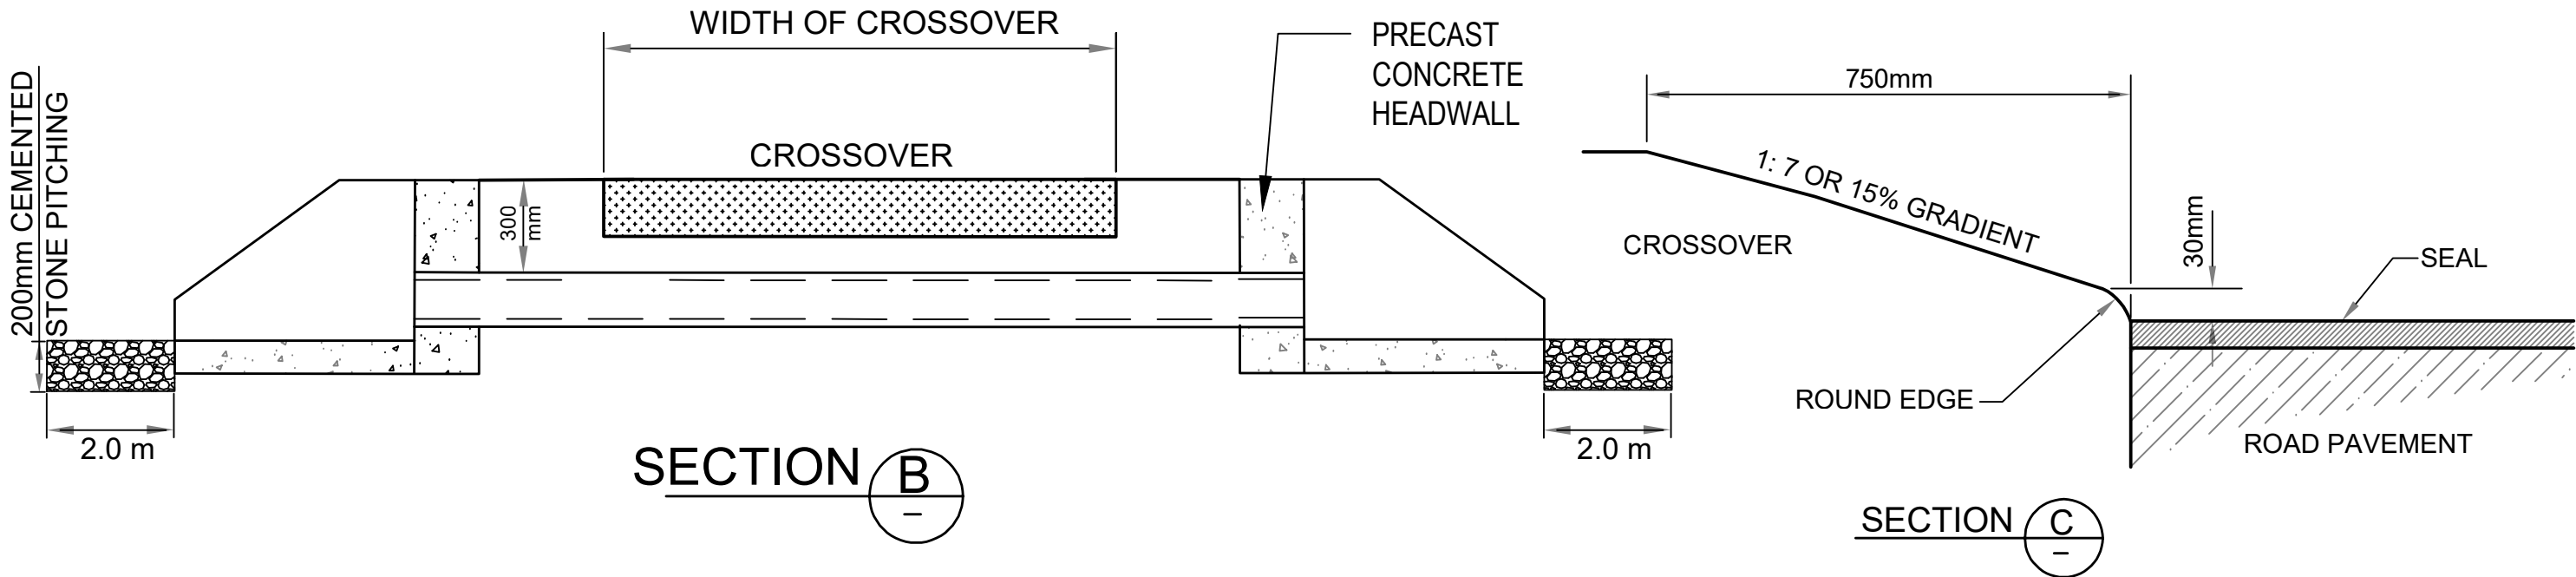 WIDTH OF CROSSOVER
PRECAST
CONCRETE
HEADWALL
200mm CEMENTED
STONE PITCHING
CROSSOVER
300
mm
2.0 m
2.0 m
SECTION B
–
750mm
1: 7 OR 15% GRADIENT
CROSSOVER
30mm
SEAL
ROUND EDGE
ROAD PAVEMENT
SECTION C
–